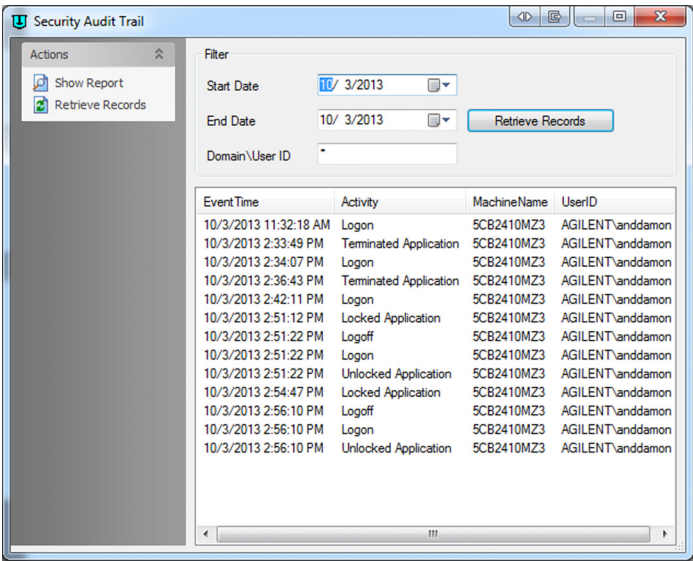 Security Audit Trail
Actions
Show Report
Retrieve Records
Filter
Start Date 10/ 3/2013
End Date 10/ 3/2013 Retrieve Records
Domain\User ID *
EventTime Activity MachineName UserID
10/3/2013 11:32:18 AM Logon 5CB2410MZ3 AGILENT\anddamon
10/3/2013 2:33:49 PM Terminated Application 5CB2410MZ3 AGILENT\anddamon
10/3/2013 2:34:07 PM Logon 5CB2410MZ3 AGILENT\anddamon
10/3/2013 2:36:43 PM Terminated Application 5CB2410MZ3 AGILENT\anddamon
10/3/2013 2:42:11 PM Logon 5CB2410MZ3 AGILENT\anddamon
10/3/2013 2:51:12 PM Locked Application 5CB2410MZ3 AGILENT\anddamon
10/3/2013 2:51:22 PM Logoff 5CB2410MZ3 AGILENT\anddamon
10/3/2013 2:51:22 PM Logon 5CB2410MZ3 AGILENT\anddamon
10/3/2013 2:51:22 PM Unlocked Application 5CB2410MZ3 AGILENT\anddamon
10/3/2013 2:54:47 PM Locked Application 5CB2410MZ3 AGILENT\anddamon
10/3/2013 2:56:10 PM Logoff 5CB2410MZ3 AGILENT\anddamon
10/3/2013 2:56:10 PM Logon 5CB2410MZ3 AGILENT\anddamon
10/3/2013 2:56:10 PM Unlocked Application 5CB2410MZ3 AGILENT\anddamon